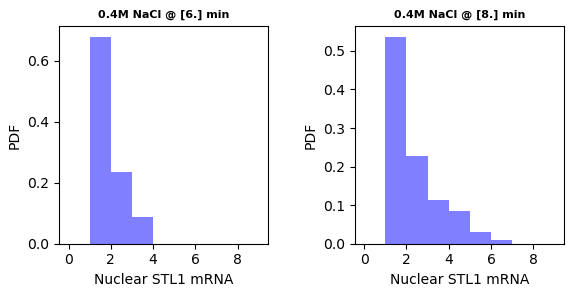 0.4M NaCl @ [6.] min
PDF
0.6
0.4
0.2
0.0
0 2 4 6 8
Nuclear STL1 mRNA
0.4M NaCl @ [8.] min
PDF
0.5
0.4
0.3
0.2
0.1
0.0
0 2 4 6 8
Nuclear STL1 mRNA